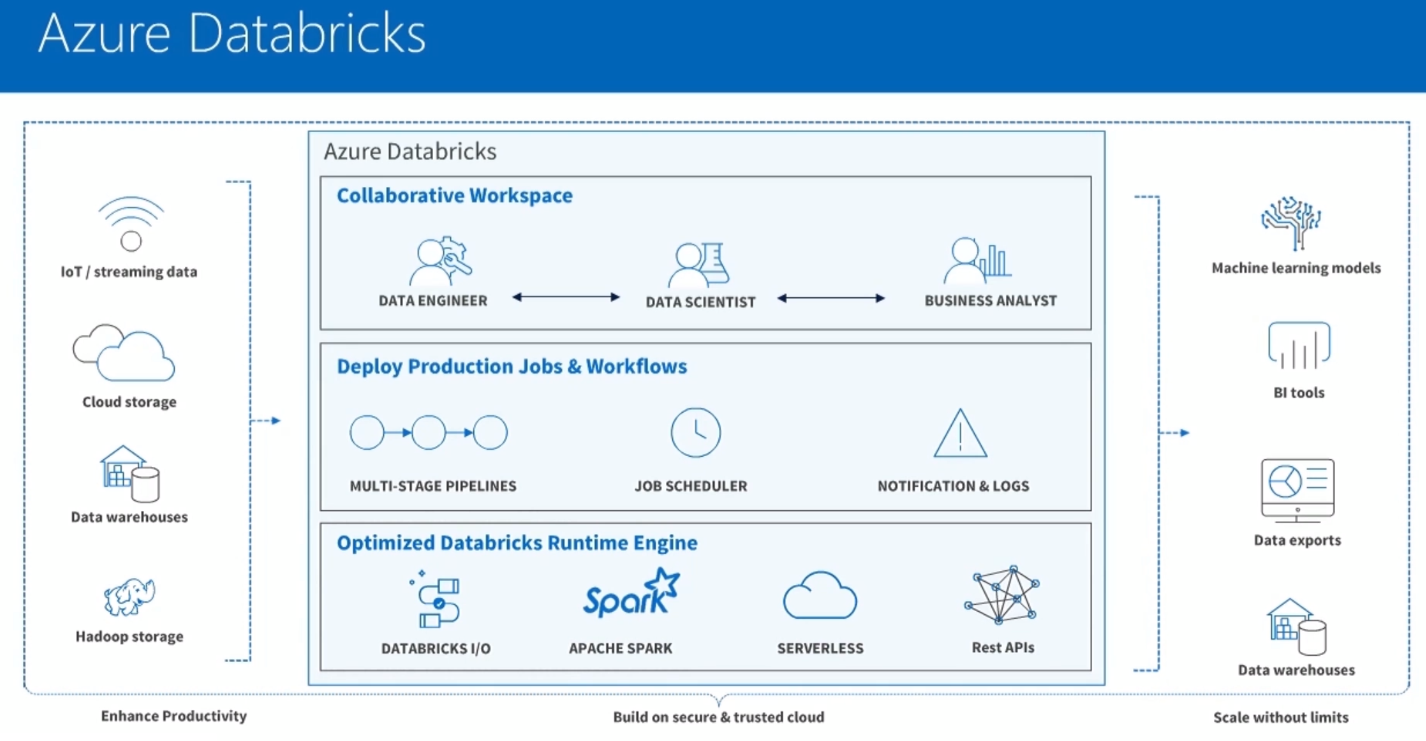 Azure Databricks
IoT / streaming data
Cloud storage
Data warehouses
Hadoop storage
Azure Databricks
Collaborative Workspace
DATA ENGINEER
DATA SCIENTIST
BUSINESS ANALYST
Deploy Production Jobs & Workflows
MULTI-STAGE PIPELINES
JOB SCHEDULER
NOTIFICATION & LOGS
Optimized Databricks Runtime Engine
Spark
DATABRICKS I/O
APACHE SPARK
SERVERLESS
Rest APIs
Machine learning models
BI tools
Data exports
Data warehouses
Enhance Productivity
Build on secure & trusted cloud
Scale without limits